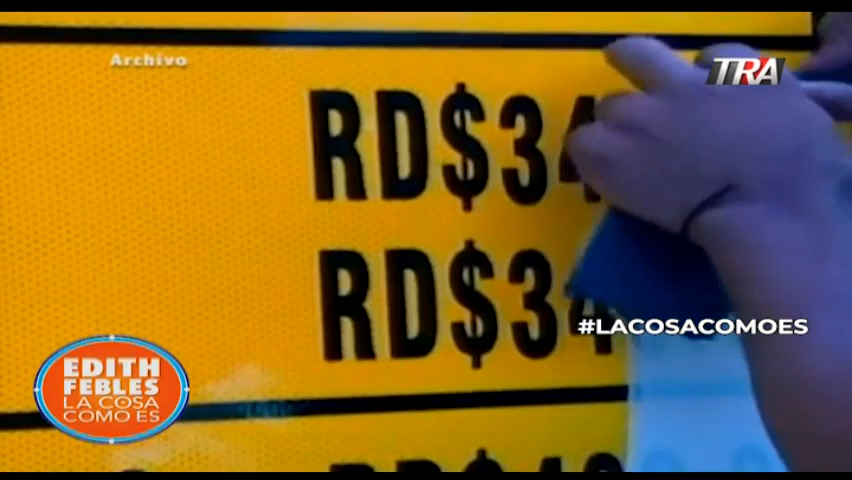 Archivo
TRA
RD$34
RD$34
#LACOSACOMOES
EDITH
FEBLES
LA COSA
COMO ES